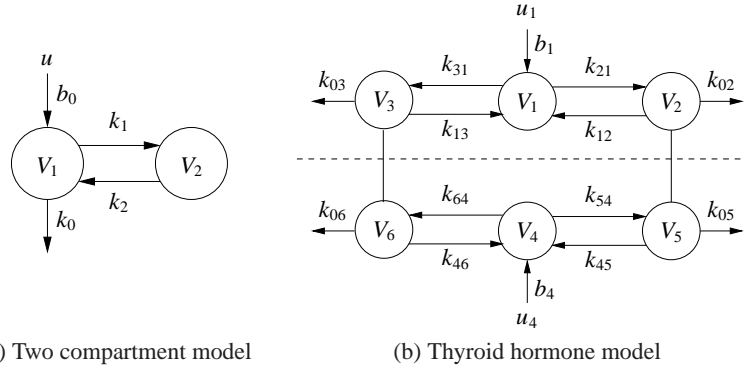 u
b0
k1
V1
V2
k2
k0
) Two compartment model
u1
b1
k03
k31
k21
k02
V3
V1
V2
k13
k12
k06
k64
k54
k05
V6
V4
V5
k46
k45
b4
u4
(b) Thyroid hormone model